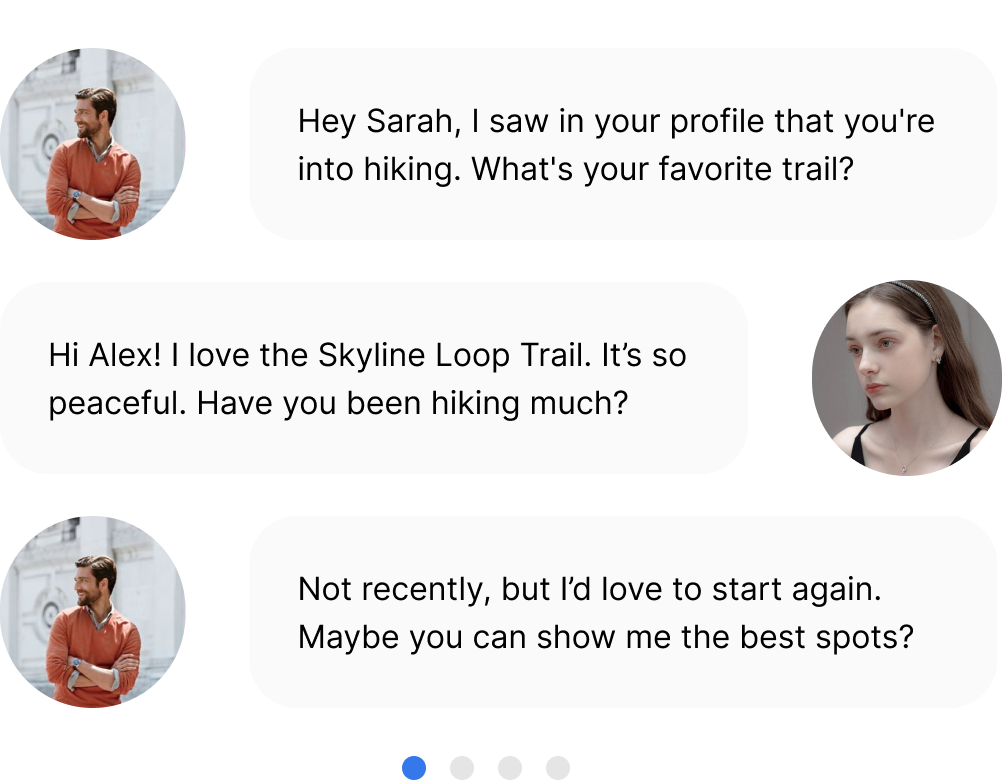 Hey Sarah, I saw in your profile that you're
into hiking. What's your favorite trail?
Hi Alex! I love the Skyline Loop Trail. It’s so
peaceful. Have you been hiking much?
Not recently, but I’d love to start again.
Maybe you can show me the best spots?